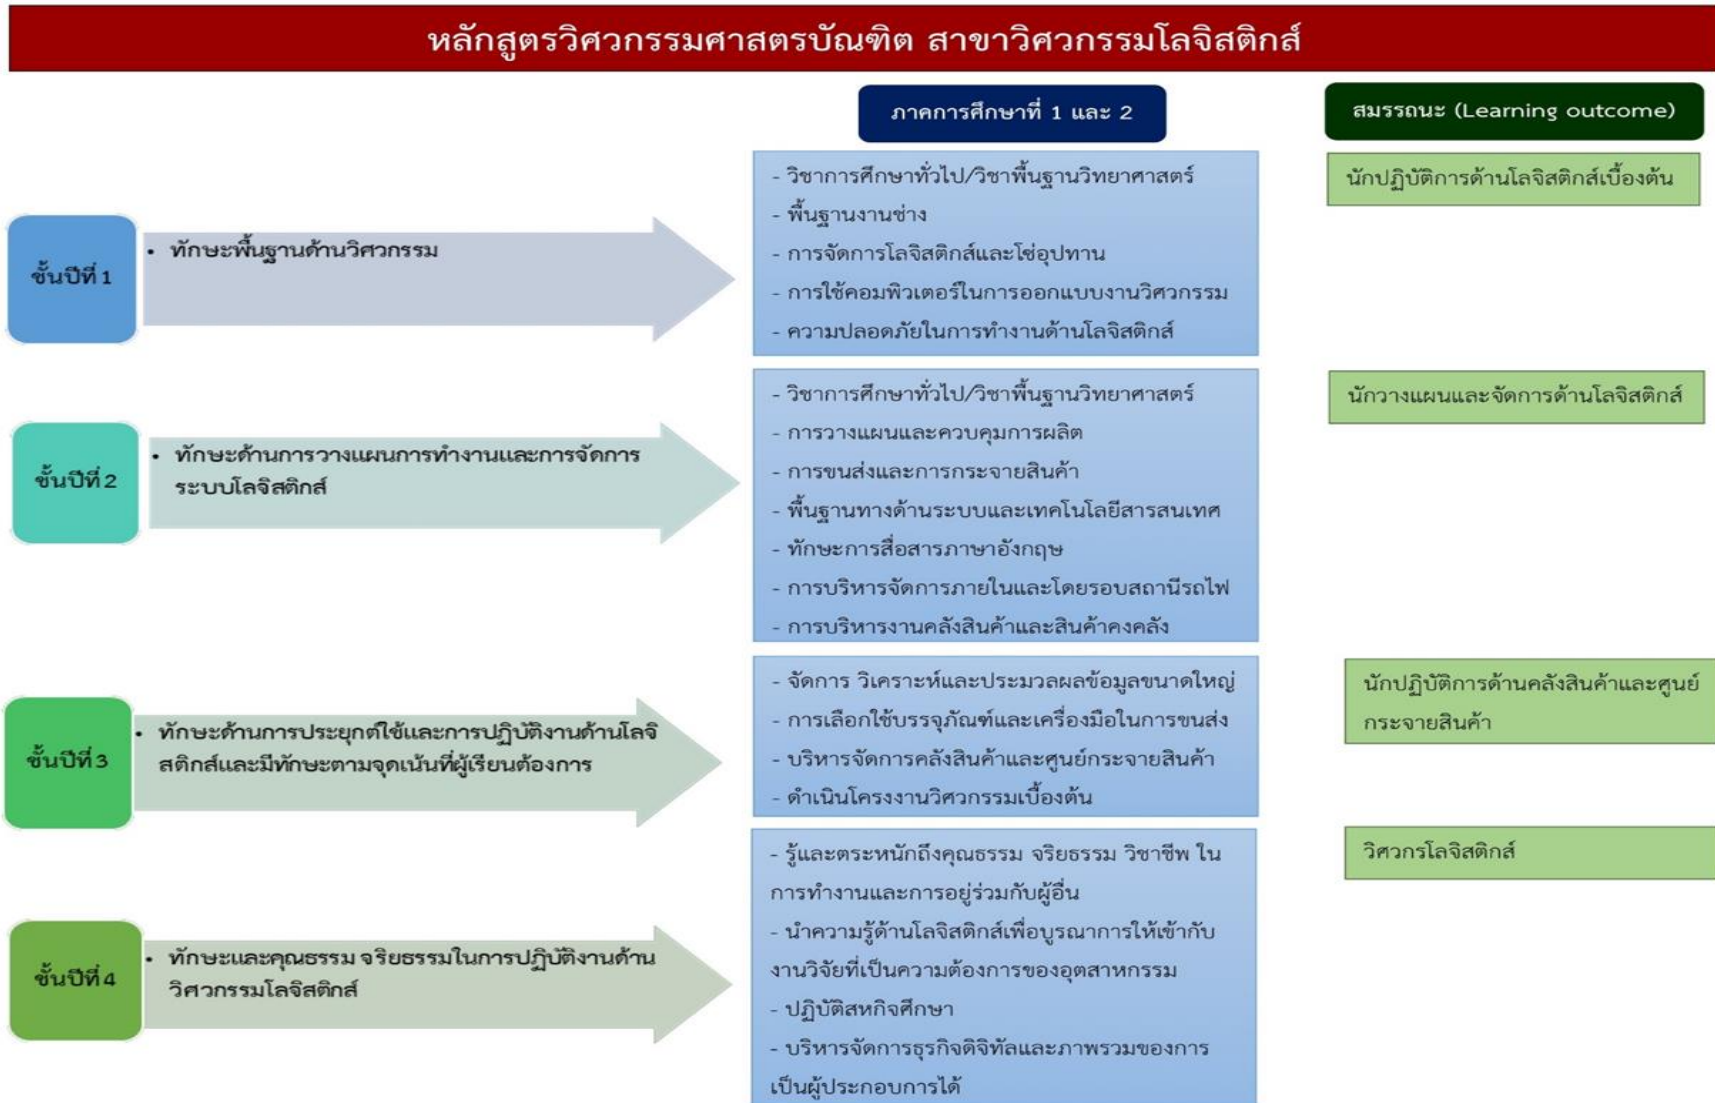 หลักสูตรวิศวกรรมศาสตรบัณฑิต สาขาวิศวกรรมโลจิสติกส์
ภาคการศึกษาที่ 1 และ 2
สมรรถนะ (Learning outcome)
ชั้นปีที่ 1
• ทักษะพื้นฐานด้านวิศวกรรม
- วิชาการศึกษาทั่วไป/วิชาพื้นฐานวิทยาศาสตร์
- พื้นฐานงานช่าง
- การจัดการโลจิสติกส์และโซ่อุปทาน
- การใช้คอมพิวเตอร์ในการออกแบบงานวิศวกรรม
- ความปลอดภัยในการทำงานด้านโลจิสติกส์
นักปฏิบัติการด้านโลจิสติกส์เบื้องต้น
ชั้นปีที่ 2
• ทักษะด้านการวางแผนการทำงานและการจัดการ
ระบบโลจิสติกส์
- วิชาการศึกษาทั่วไป/วิชาพื้นฐานวิทยาศาสตร์
- การวางแผนและควบคุมการผลิต
- การขนส่งและการกระจายสินค้า
- พื้นฐานทางด้านระบบและเทคโนโลยีสารสนเทศ
- ทักษะการสื่อสารภาษาอังกฤษ
- การบริหารจัดการภายในและโดยรอบสถานีรถไฟ
- การบริหารงานคลังสินค้าและสินค้าคงคลัง
นักวางแผนและจัดการด้านโลจิสติกส์
ชั้นปีที่ 3
• ทักษะด้านการประยุกต์ใช้และการปฏิบัติงานด้านโลจิ
สติกส์และมีทักษะตามจุดเน้นที่ผู้เรียนต้องการ
- จัดการ วิเคราะห์และประมวลผลข้อมูลขนาดใหญ่
- การเลือกใช้บรรจุภัณฑ์และเครื่องมือในการขนส่ง
- บริหารจัดการคลังสินค้าและศูนย์กระจายสินค้า
- ดำเนินโครงงานวิศวกรรมเบื้องต้น
นักปฏิบัติการด้านคลังสินค้าและศูนย์
กระจายสินค้า
ชั้นปีที่ 4
• ทักษะและคุณธรรม จริยธรรมในการปฏิบัติงานด้าน
วิศวกรรมโลจิสติกส์
- รู้และตระหนักถึงคุณธรรม จริยธรรม วิชาชีพ ใน
การทำงานและการอยู่ร่วมกับผู้อื่น
- นำความรู้ด้านโลจิสติกส์เพื่อบูรณาการให้เข้ากับ
งานวิจัยที่เป็นความต้องการของอุตสาหกรรม
- ปฏิบัติสหกิจศึกษา
- บริหารจัดการธุรกิจดิจิทัลและภาพรวมของการ
เป็นผู้ประกอบการได้
วิศวกรโลจิสติกส์